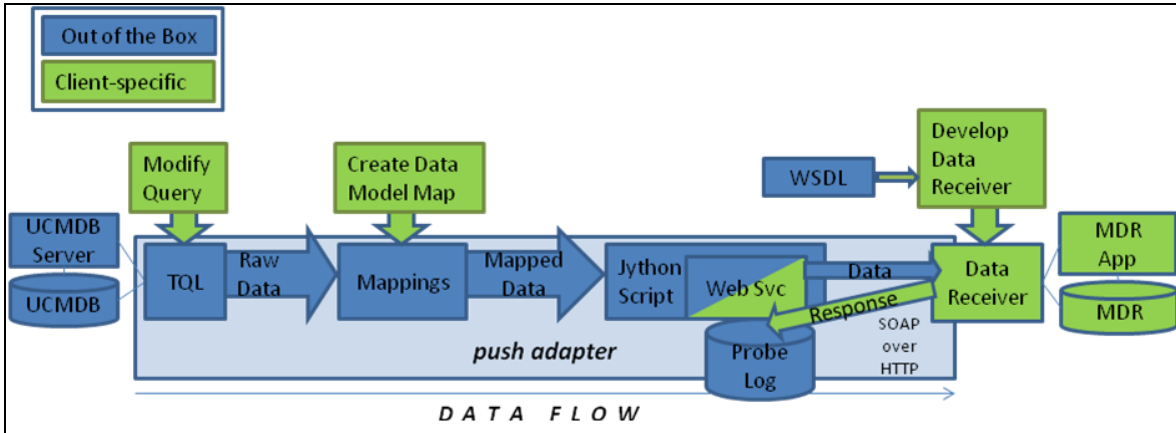 Out of the Box
Client-specific
Modify
Query
Create Data
Model Map
WSDL
Develop
Data
Receiver
UCMDB
Server
UCMDB
TQL
Raw
Data
Mappings
Mapped
Data
Jython
Script
Web Svc
Data
Response
Data
Receiver
MDR
App
MDR
SOAP
over
HTTP
Probe
Log
push adapter
DATA FLOW